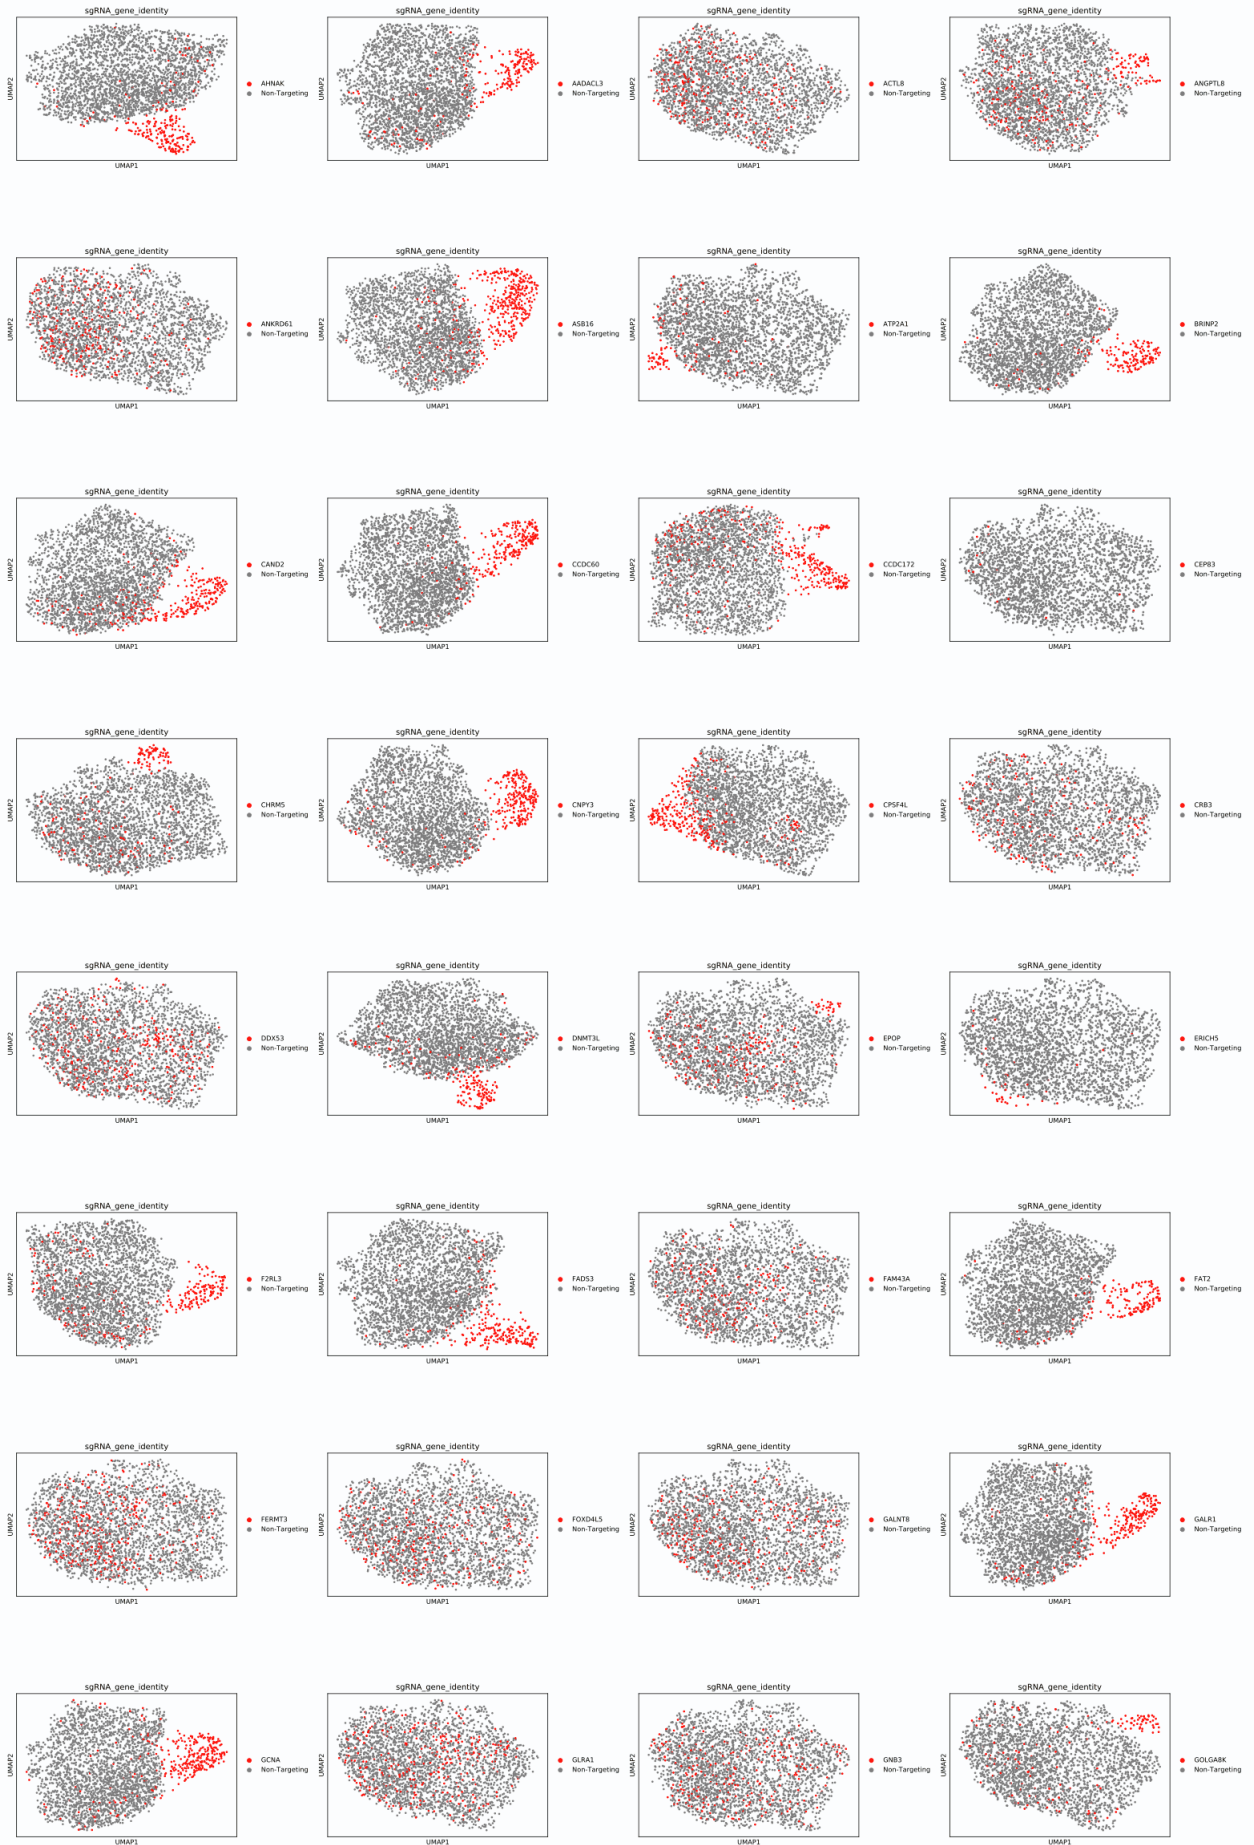 sgRNA_gene_identity
UMAP2
AHNAK
Non-Targeting
UMAP1
sgRNA_gene_identity
UMAP2
AADACL3
Non-Targeting
UMAP1
sgRNA_gene_identity
UMAP2
ACTL8
Non-Targeting
UMAP1
sgRNA_gene_identity
UMAP2
ANGPTL8
Non-Targeting
UMAP1
sgRNA_gene_identity
UMAP2
ANKRD61
Non-Targeting
UMAP1
sgRNA_gene_identity
UMAP2
ASB16
Non-Targeting
UMAP1
sgRNA_gene_identity
UMAP2
ATP2A1
Non-Targeting
UMAP1
sgRNA_gene_identity
UMAP2
BRINP2
Non-Targeting
UMAP1
sgRNA_gene_identity
UMAP2
CAND2
Non-Targeting
UMAP1
sgRNA_gene_identity
UMAP2
CCDC60
Non-Targeting
UMAP1
sgRNA_gene_identity
UMAP2
CCDC172
Non-Targeting
UMAP1
sgRNA_gene_identity
UMAP2
CEP83
Non-Targeting
UMAP1
sgRNA_gene_identity
UMAP2
CHRM5
Non-Targeting
UMAP1
sgRNA_gene_identity
UMAP2
CNPY3
Non-Targeting
UMAP1
sgRNA_gene_identity
UMAP2
CPSF4L
Non-Targeting
UMAP1
sgRNA_gene_identity
UMAP2
CRB3
Non-Targeting
UMAP1
sgRNA_gene_identity
UMAP2
DDX53
Non-Targeting
UMAP1
sgRNA_gene_identity
UMAP2
DNMT3L
Non-Targeting
UMAP1
sgRNA_gene_identity
UMAP2
EPOP
Non-Targeting
UMAP1
sgRNA_gene_identity
UMAP2
ERICH5
Non-Targeting
UMAP1
sgRNA_gene_identity
UMAP2
F2RL3
Non-Targeting
UMAP1
sgRNA_gene_identity
UMAP2
FADS3
Non-Targeting
UMAP1
sgRNA_gene_identity
UMAP2
FAM43A
Non-Targeting
UMAP1
sgRNA_gene_identity
UMAP2
FAT2
Non-Targeting
UMAP1
sgRNA_gene_identity
UMAP2
FERMT3
Non-Targeting
UMAP1
sgRNA_gene_identity
UMAP2
FOXD4L5
Non-Targeting
UMAP1
sgRNA_gene_identity
UMAP2
GALNT8
Non-Targeting
UMAP1
sgRNA_gene_identity
UMAP2
GALR1
Non-Targeting
UMAP1
sgRNA_gene_identity
UMAP2
GCNA
Non-Targeting
UMAP1
sgRNA_gene_identity
UMAP2
GLRA1
Non-Targeting
UMAP1
sgRNA_gene_identity
UMAP2
GNB3
Non-Targeting
UMAP1
sgRNA_gene_identity
UMAP2
GOLGA8K
Non-Targeting
UMAP1